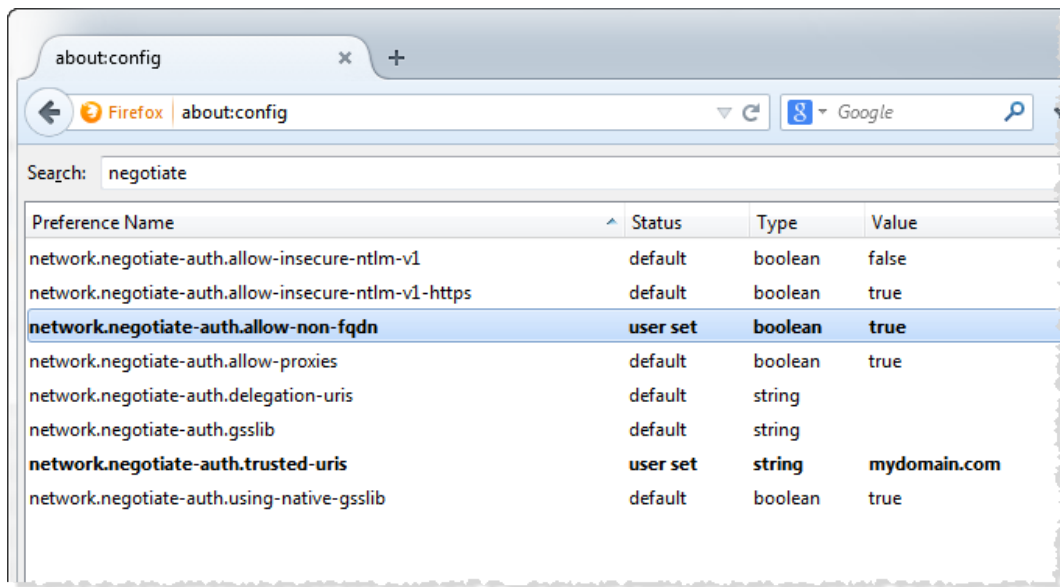 about:config
Firefox about:config Google
Search: negotiate
Preference Name Status Type Value
network.negotiate-auth.allow-insecure-ntlm-v1 default boolean false
network.negotiate-auth.allow-insecure-ntlm-v1-https default boolean true
network.negotiate-auth.allow-non-fqdn user set boolean true
network.negotiate-auth.allow-proxies default boolean true
network.negotiate-auth.delegation-uris default string
network.negotiate-auth.gsslib default string
network.negotiate-auth.trusted-uris user set string mydomain.com
network.negotiate-auth.using-native-gsslib default boolean true